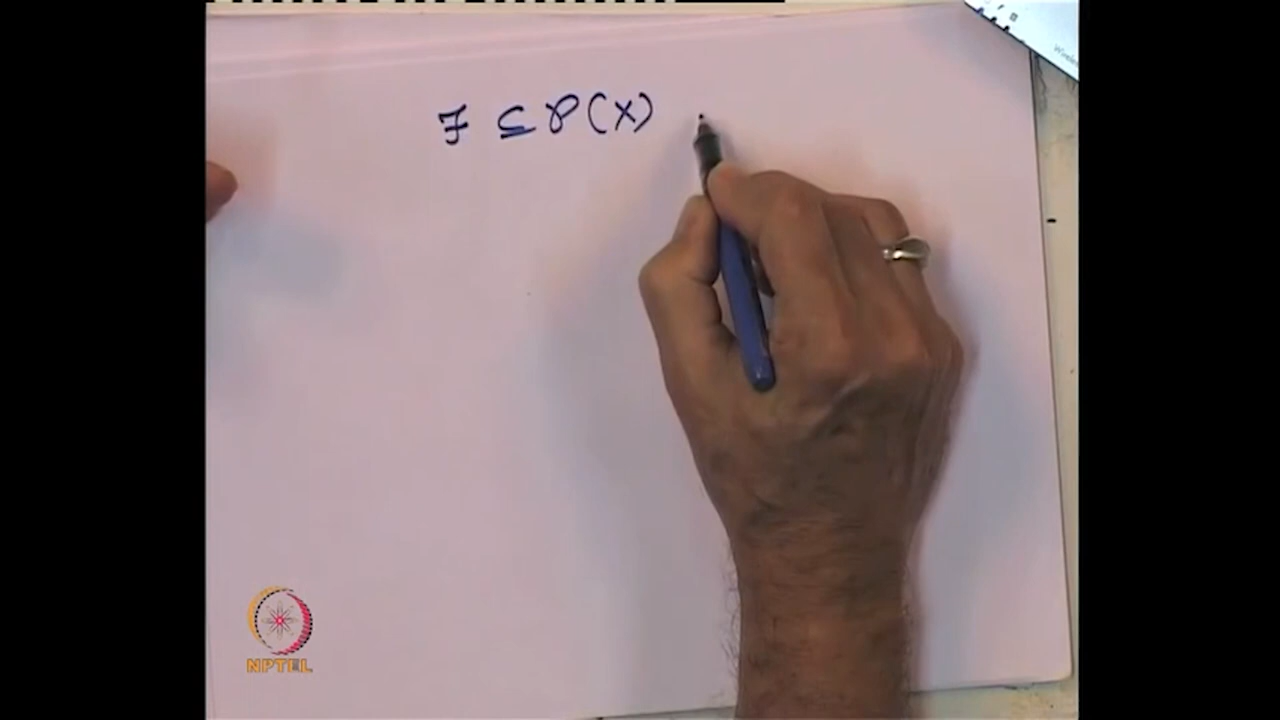 ℱ ⊆ 𝒫(X)
NPTEL